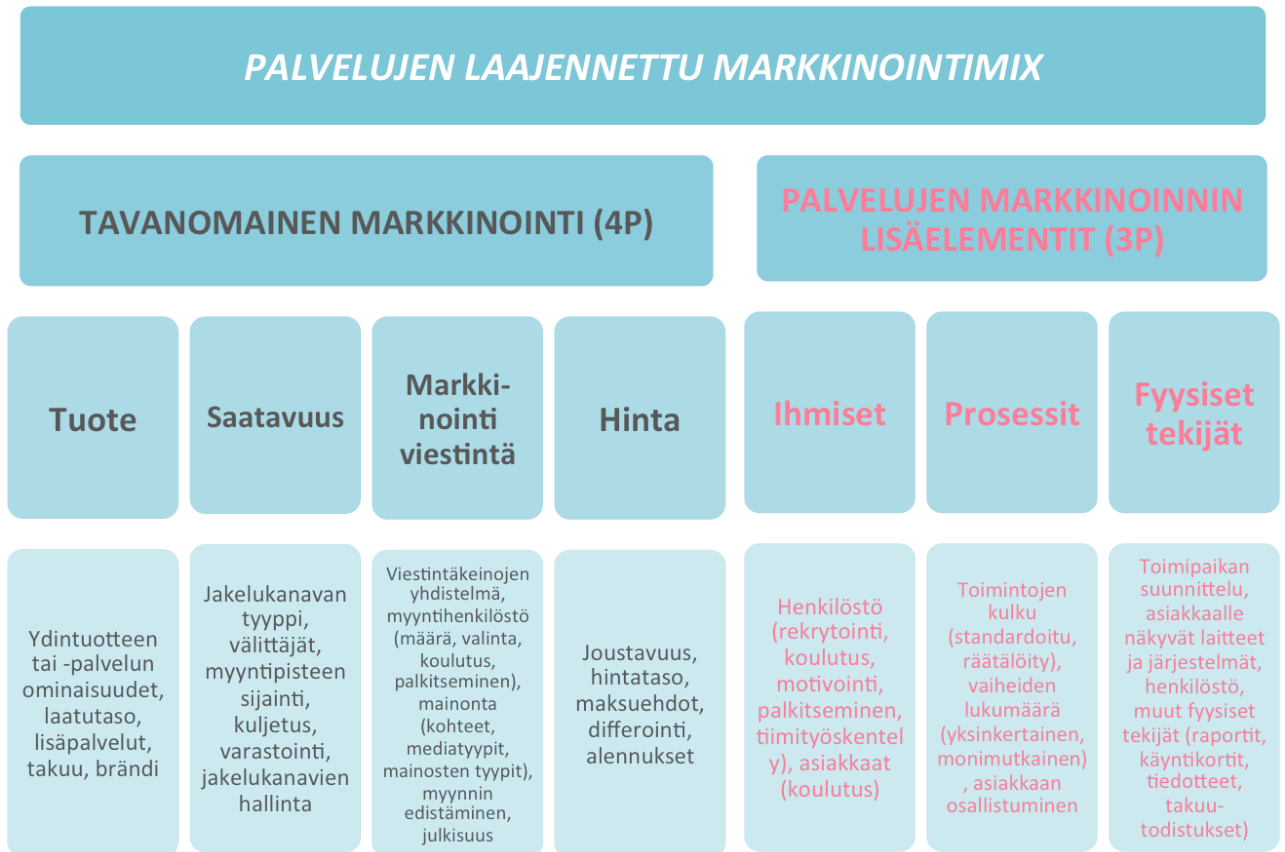 PALVELUJEN LAAJENNETTU MARKKINOINTIMIX
TAVANOMAINEN MARKKINOINTI (4P)
PALVELUJEN MARKKINOINNIN
LISÄELEMENTIT (3P)
Tuote
Saatavuus
Markki-
nointi
viestintä
Hinta
Ihmiset
Prosessit
Fyysiset
tekijät
Ydintuotteen
tai -palvelun
ominaisuudet,
laatutaso,
lisäpalvelut,
takuu, brändi
Jakelukanavan
tyyppi,
välittäjät,
myyntipisteen
sijainti,
kuljetus,
varastointi,
jakelukanavien
hallinta
Viestintäkeinojen
yhdistelmä,
myyntihenkilöstö
(määrä, valinta,
koulutus,
palkitseminen),
mainonta
(kohteet,
mediatyypit,
mainosten tyypit),
myynnin
edistäminen,
julkisuus
Joustavuus,
hintataso,
maksuehdot,
differointi,
alennukset
Henkilöstö
(rekrytointi,
koulutus,
motivointi,
palkitseminen,
tiimityöskentel
y), asiakkaat
(koulutus)
Toimintojen
kulku
(standardoitu,
räätälöity),
vaiheiden
lukumäärä
(yksinkertainen,
monimutkainen)
, asiakkaan
osallistuminen
Toimipaikan
suunnittelu,
asiakkaalle
näkyvät laitteet
ja järjestelmät,
henkilöstö,
muut fyysiset
tekijät (raportit,
käyntikortit,
tiedotteet,
takuu-
todistukset)